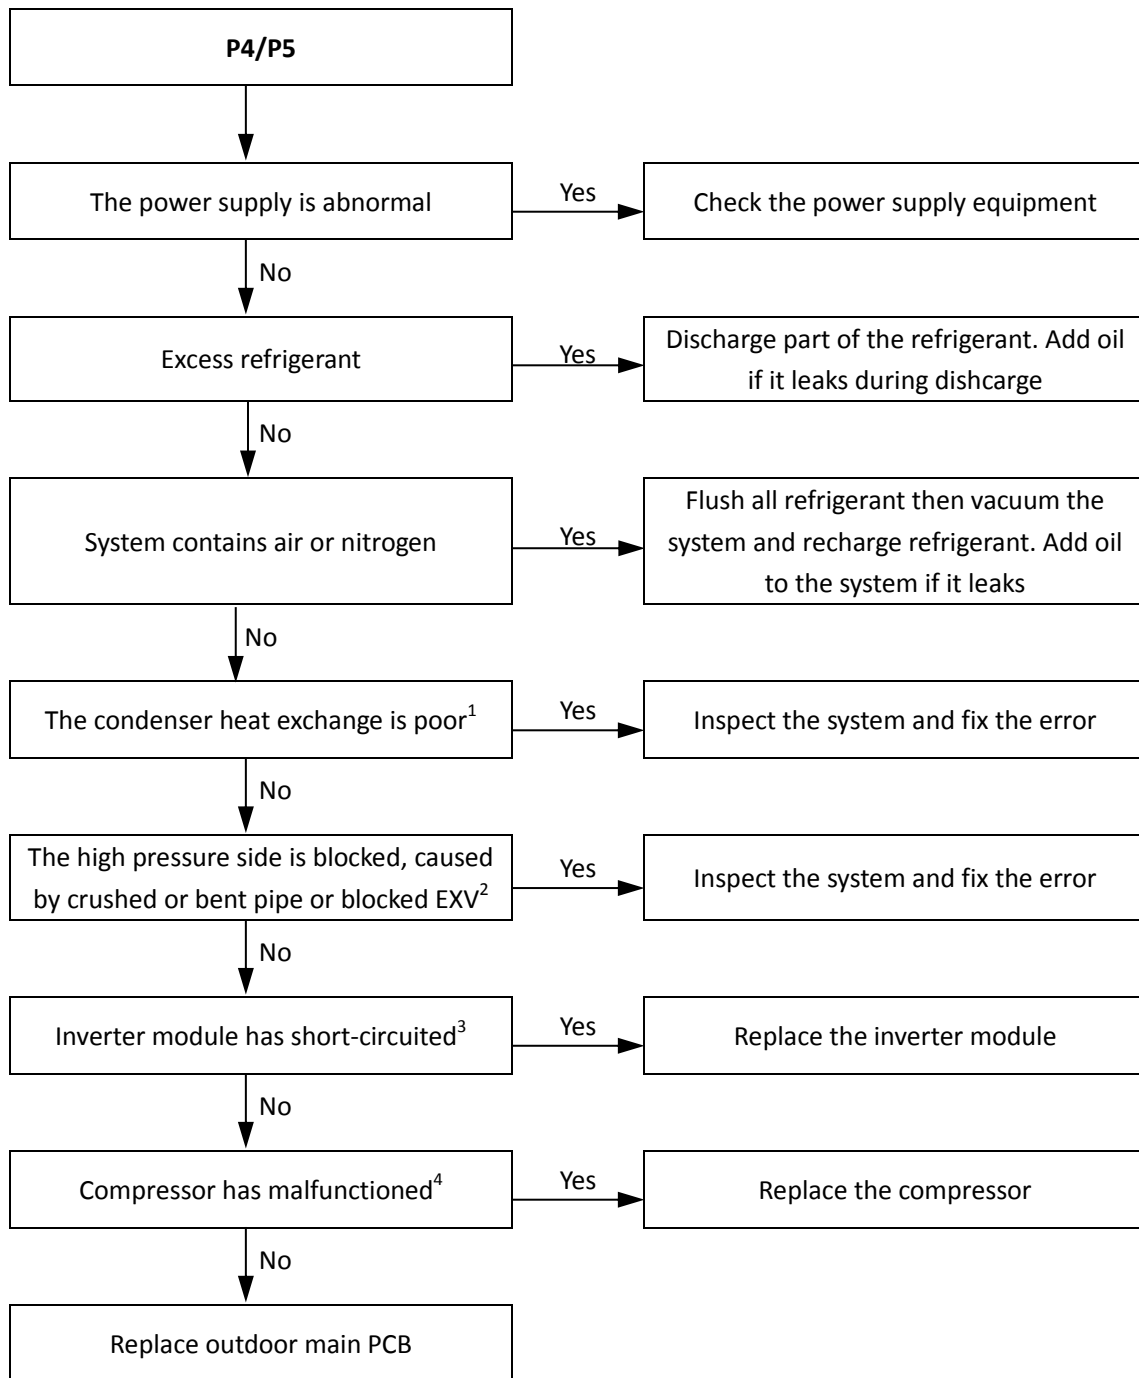 P4/P5
The power supply is abnormal
Yes
Check the power supply equipment
No
Excess refrigerant
Yes
Discharge part of the refrigerant. Add oil
if it leaks during dishcarge
No
System contains air or nitrogen
Yes
Flush all refrigerant then vacuum the
system and recharge refrigerant. Add oil
to the system if it leaks
No
The condenser heat exchange is poor¹
Yes
Inspect the system and fix the error
No
The high pressure side is blocked, caused
by crushed or bent pipe or blocked EXV²
Yes
Inspect the system and fix the error
No
Inverter module has short-circuited³
Yes
Replace the inverter module
No
Compressor has malfunctioned⁴
Yes
Replace the compressor
No
Replace outdoor main PCB